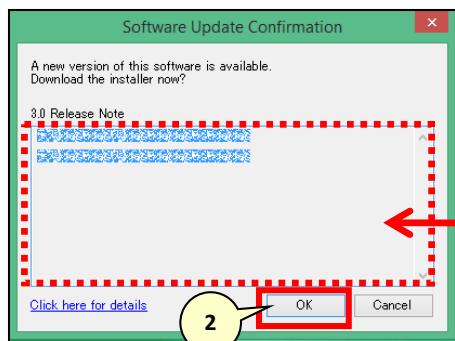 Software Update Confirmation
A new version of this software is available.
Download the installer now?
3.0 Release Note
Click here for details
OK
Cancel
2